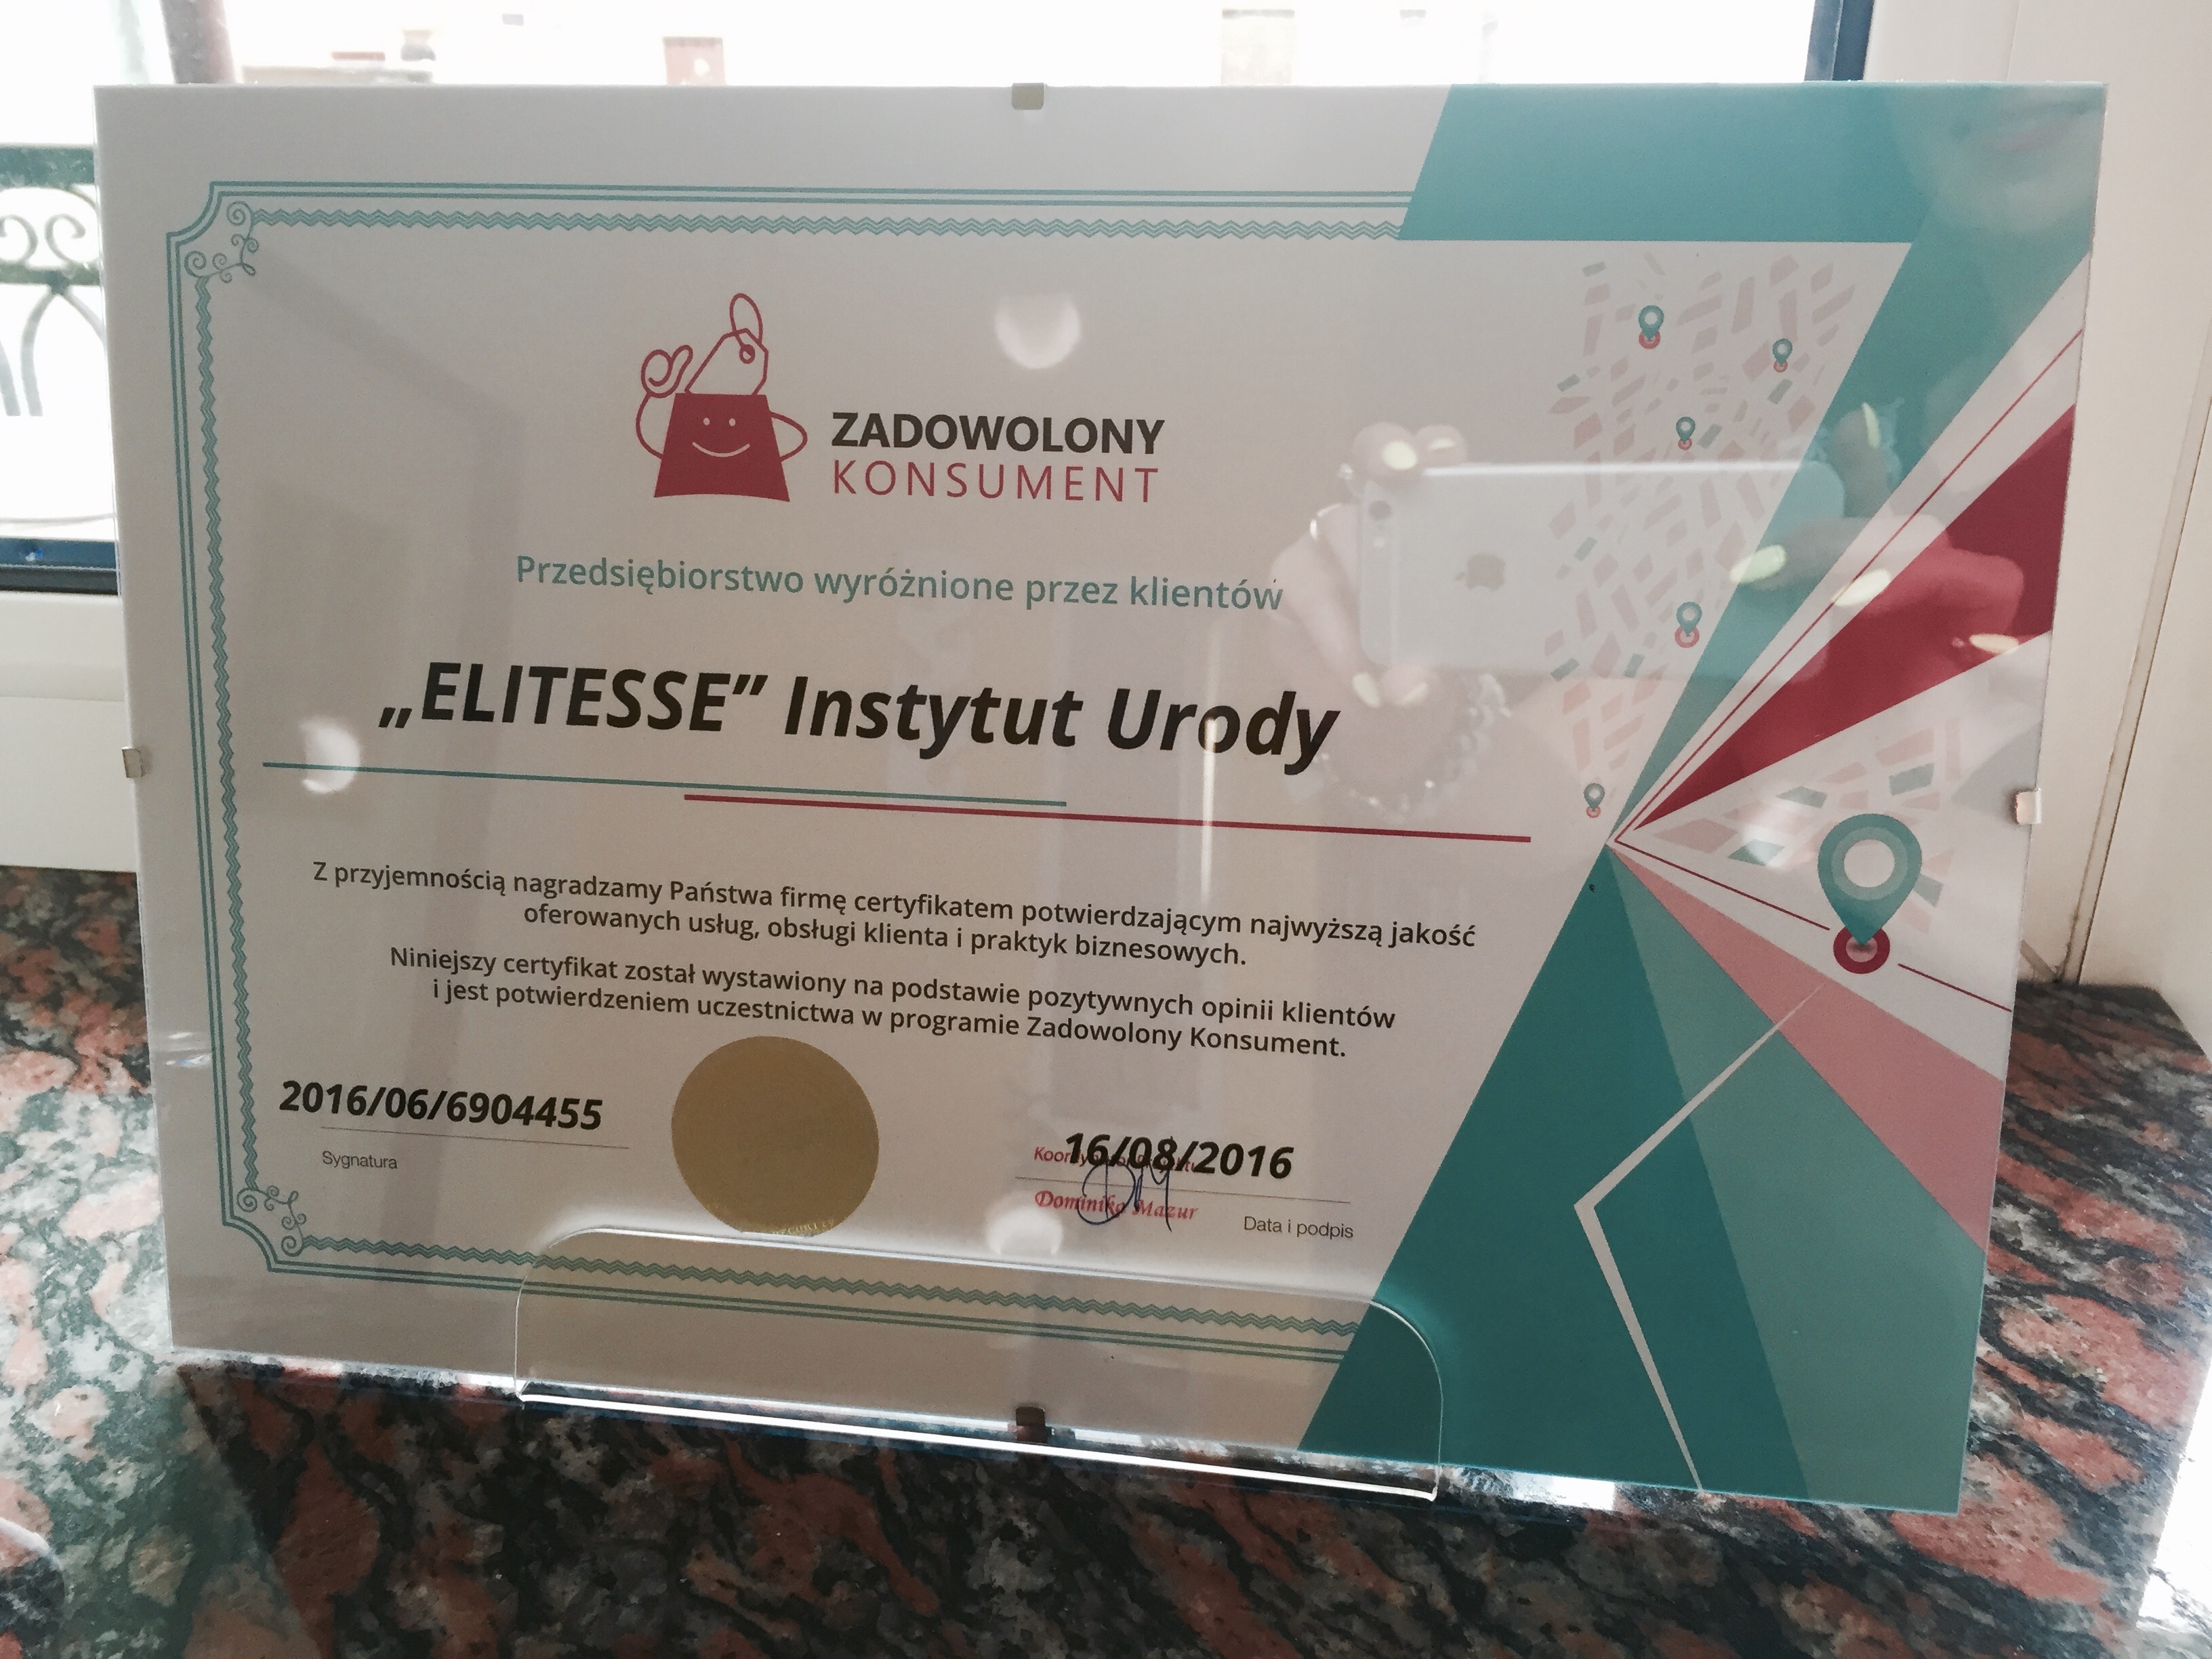 ZADOWOLONY
KONSUMENT
Przedsiębiorstwo wyróżnione przez klientów
„ELITESSE” Instytut Urody
Z przyjemnością nagradzamy Państwa firmę certyfikatem potwierdzającym najwyższą jakość
oferowanych usług, obsługi klienta i praktyk biznesowych.
Niniejszy certyfikat został wystawiony na podstawie pozytywnych opinii klientów
i jest potwierdzeniem uczestnictwa w programie Zadowolony Konsument.
2016/06/6904455
Sygnatura
16/08/2016
Dominika Mazur
Data i podpis